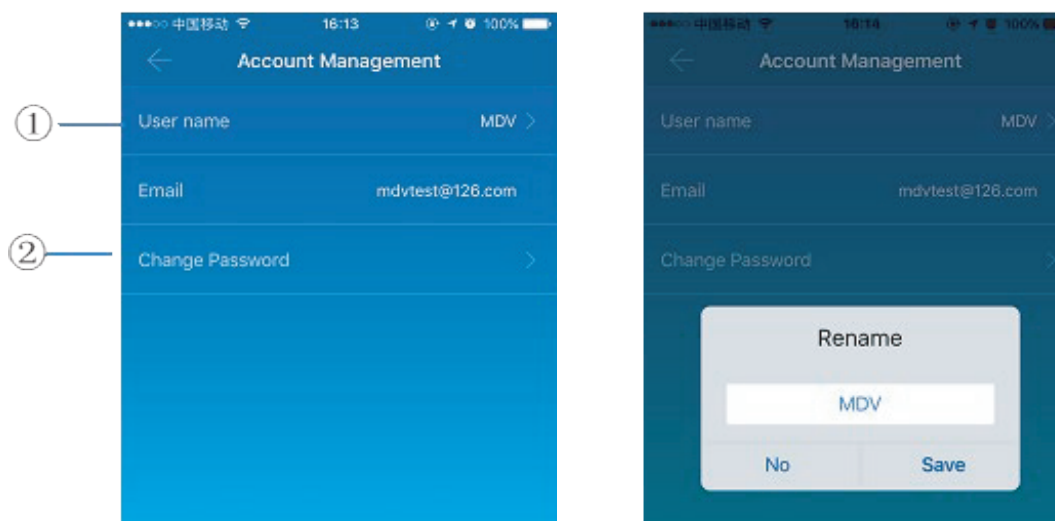 中国移动 16:13 100%
Account Management
① User name MDV
Email mdvtest@126.com
② Change Password
中国移动 16:14 100%
Account Management
User name MDV
Email mdvtest@126.com
Change Password
Rename
MDV
No Save